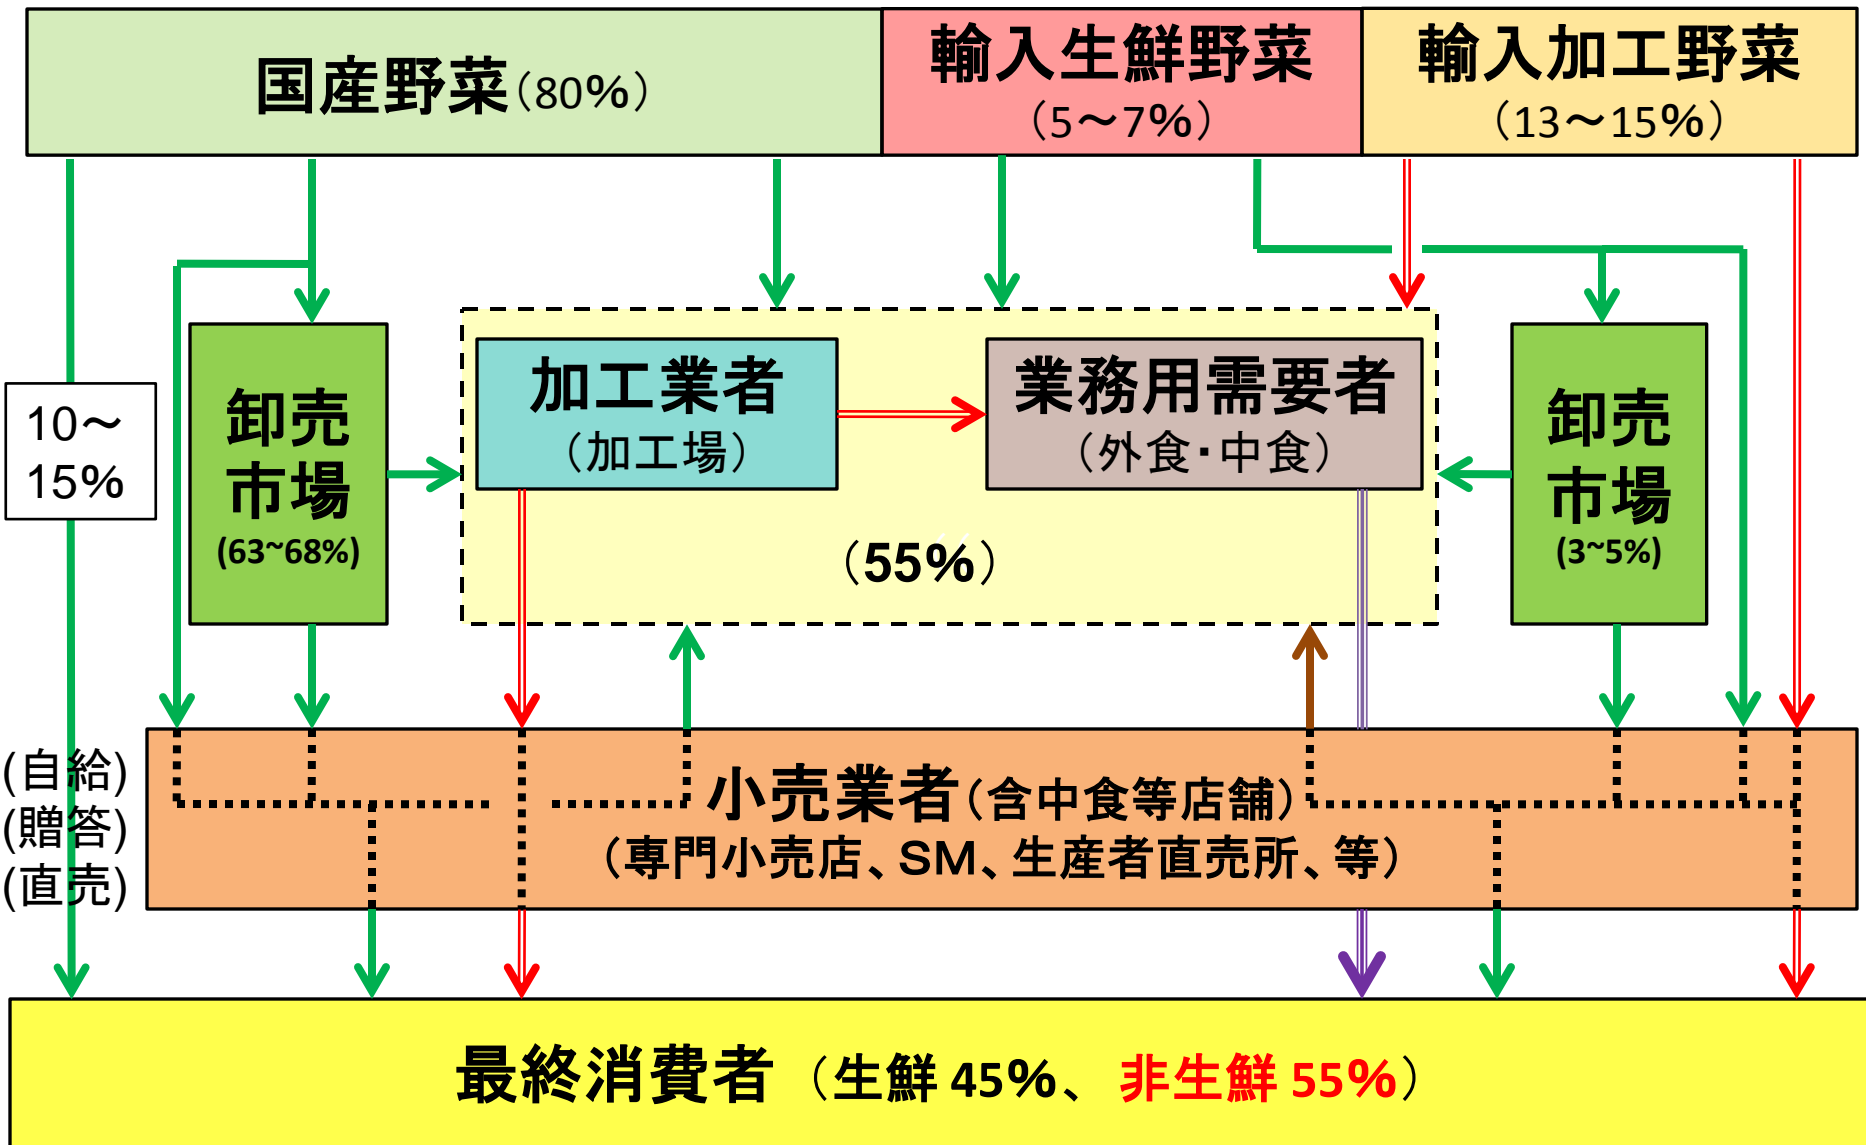 国産野菜（80%）
輸入生鮮野菜
（5～7%）
輸入加工野菜
（13～15%）
10～
15%
卸売
市場
(63~68%)
加工業者
（加工場）
業務用需要者
（外食・中食）
（55%）
卸売
市場
(3~5%)
(自給)
(贈答)
(直売)
小売業者（含中食等店舗）
（専門小売店、SM、生産者直売所、等）
最終消費者（生鮮 45%、非生鮮 55%）